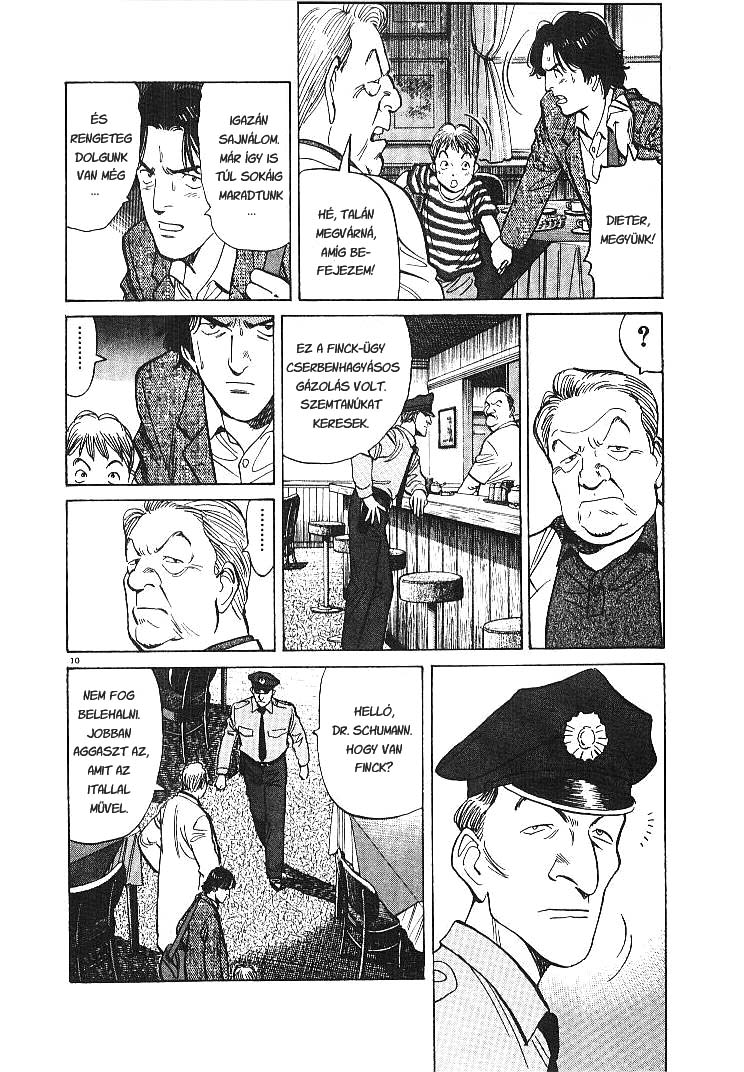 DIETER,
MEGYÜNK!
HÉ, TALÁN
MEGVÁRNÁ,
AMÍG BE-
FEJEZEM!
IGAZÁN
SAJNÁLOM.
MÁR ÍGY IS
TÚL SOKÁIG
MARADTUNK
...
ÉS
RENGETEG
DOLGUNK
VAN MÉG
...
?
EZ A FINCK-ÜGY
CSERBENHAGYÁSOS
GÁZOLÁS VOLT.
SZEMTANÚKAT
KERESEK.
........
........
10
HELLÓ,
DR. SCHUMANN.
HOGY VAN
FINCK?
NEM FOG
BELEHALNI.
JOBBAN
AGGASZT AZ,
AMIT AZ
ITALLAL
MŰVEL.